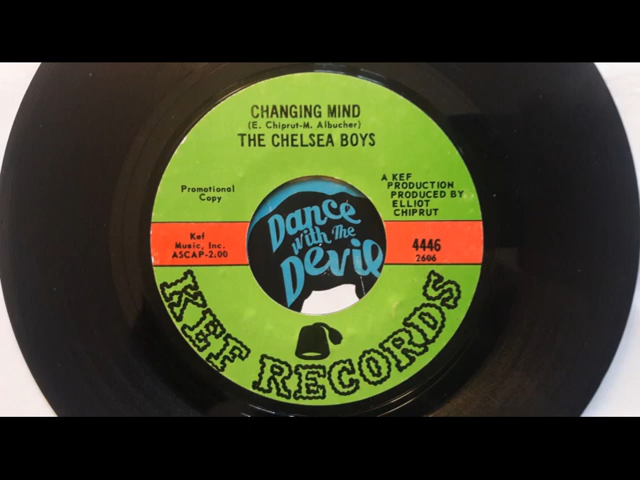 CHANGING MIND
(E. Chiprut-M. Albucher)
THE CHELSEA BOYS
Promotional
Copy
A KEF
PRODUCTION
PRODUCED BY
ELLIOT
CHIPRUT
Kef
Music, Inc.
ASCAP-2.00
Dance
with The
Devil
4446
2606
KEF RECORDS